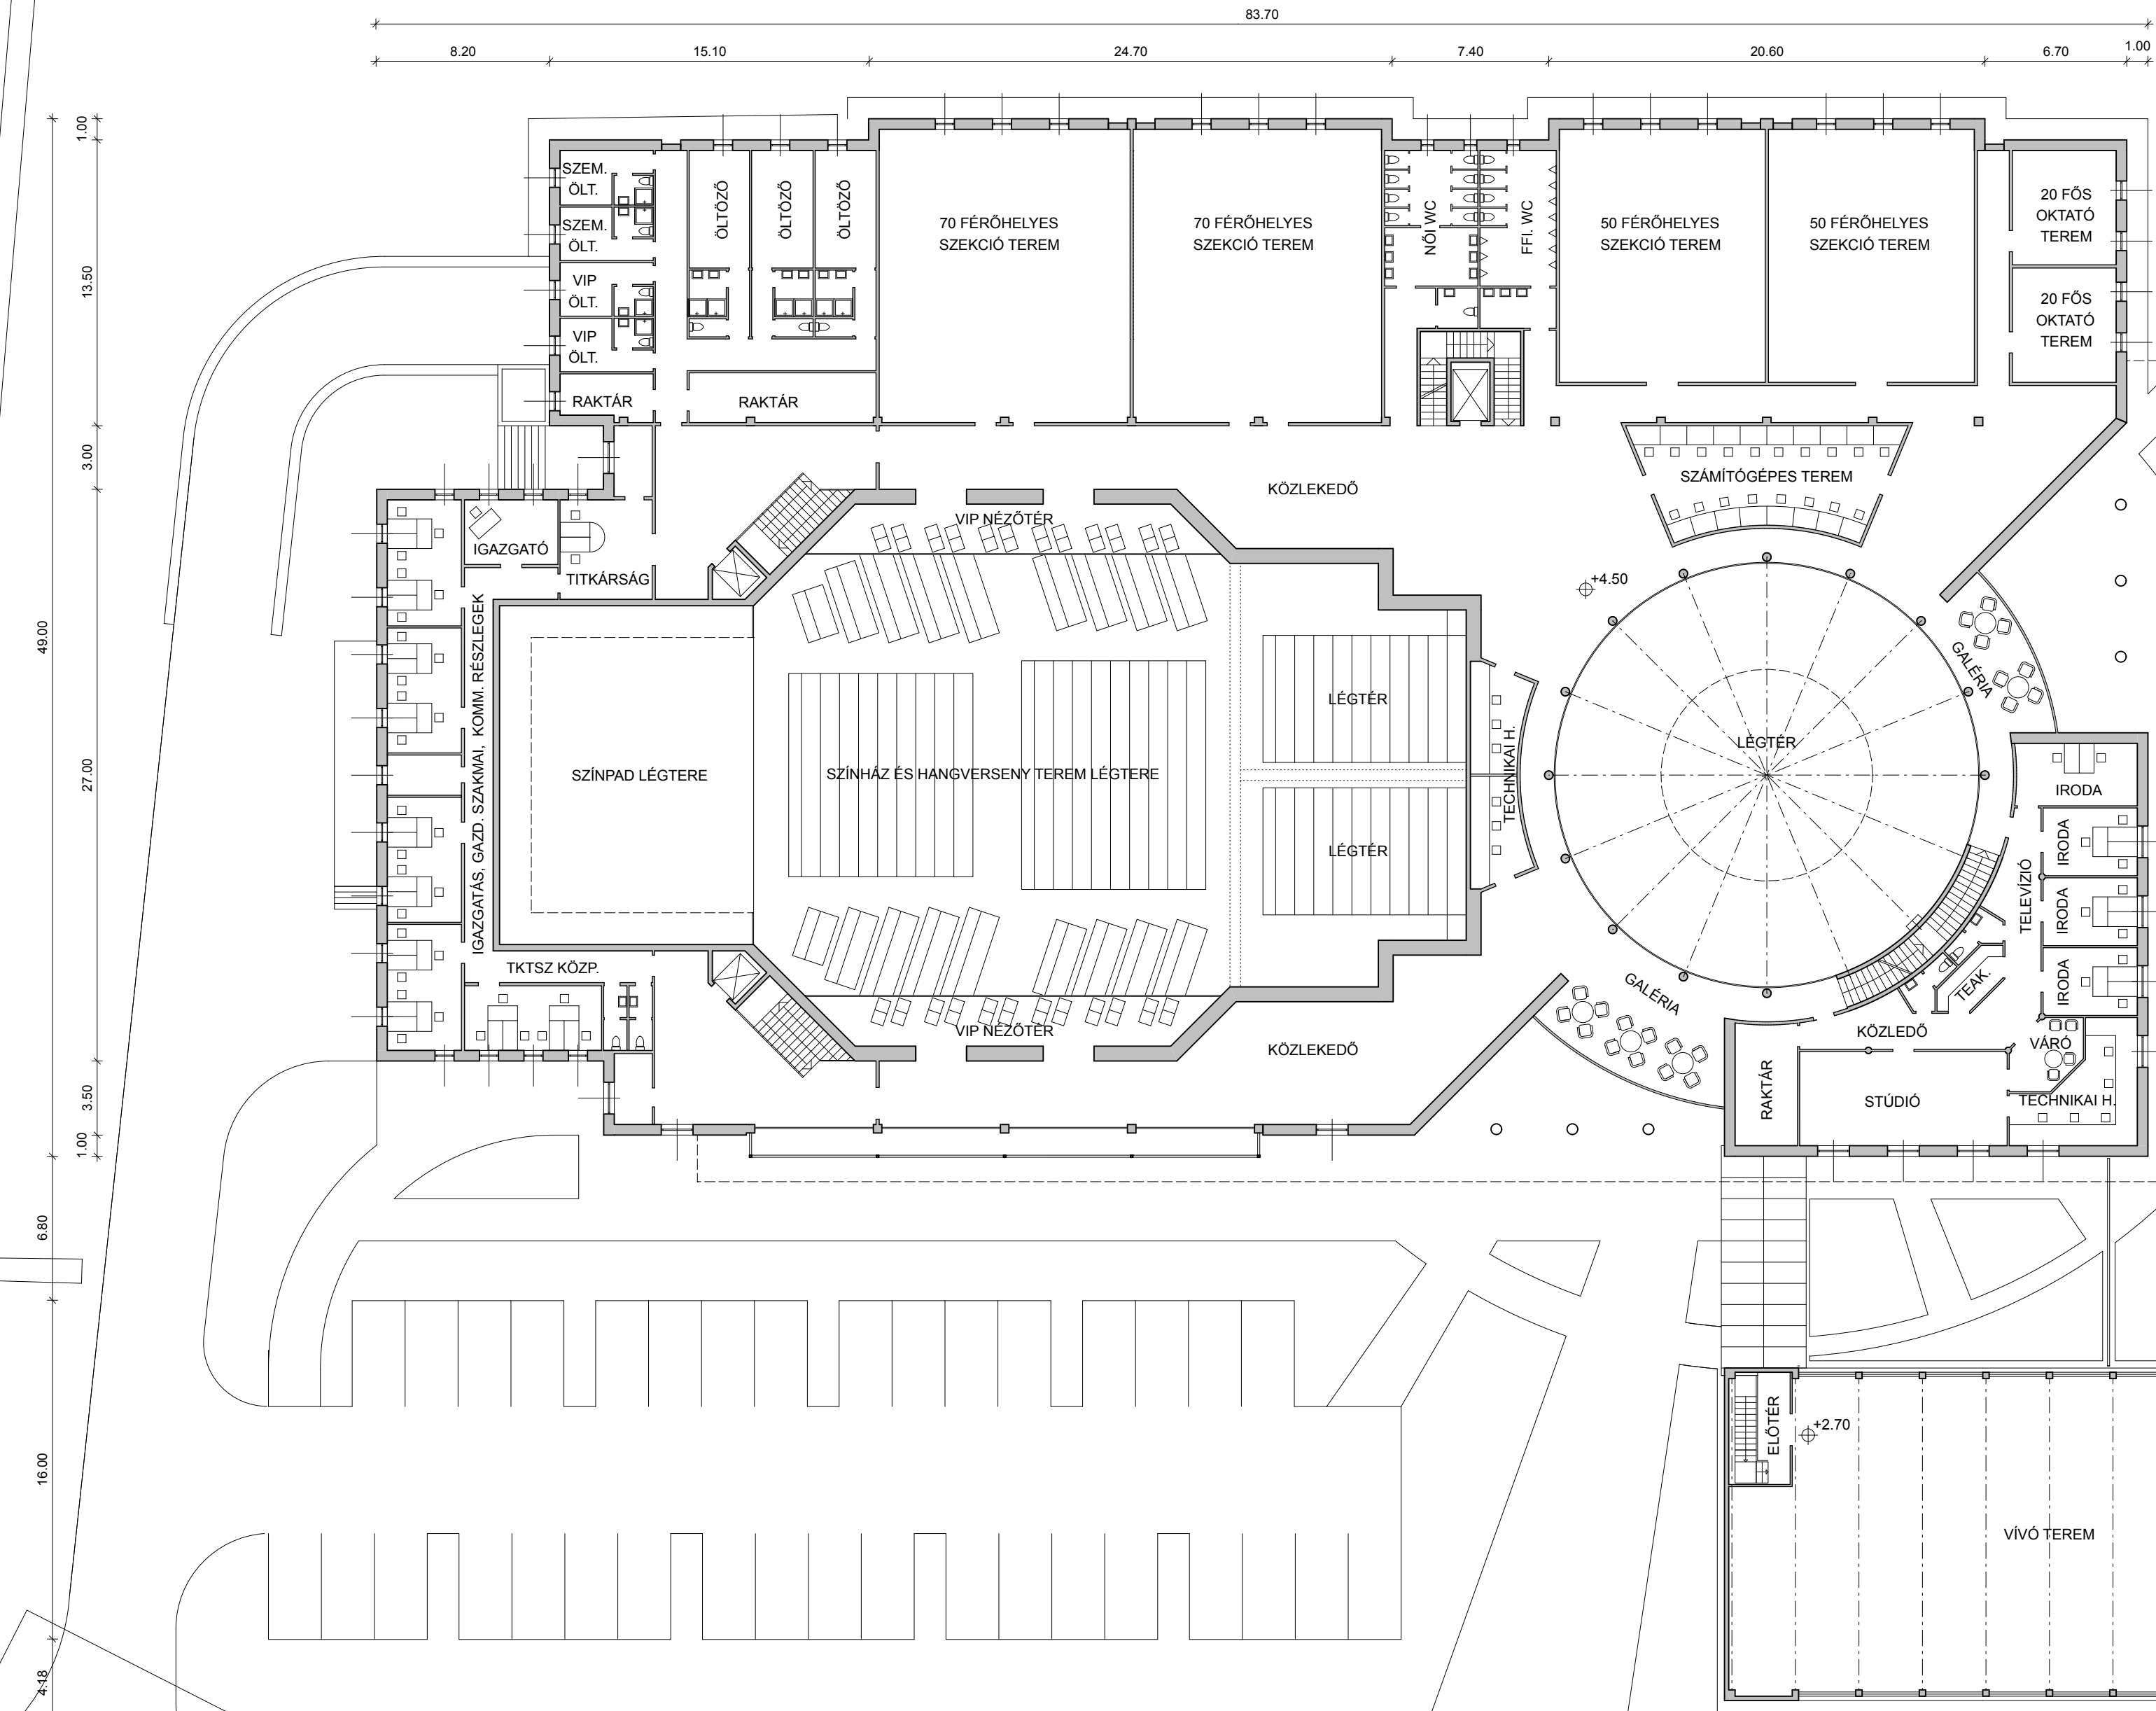 83.70
8.20
15.10
24.70
7.40
20.60
6.70
1.00
1.00
13.50
3.00
49.00
27.00
3.50
1.00
6.80
16.00
4.18
SZEM.
ÖLT.
SZEM.
ÖLT.
VIP
ÖLT.
VIP
ÖLT.
RAKTÁR
ÖLTÖZŐ
ÖLTÖZŐ
ÖLTÖZŐ
RAKTÁR
70 FÉRŐHELYES
SZEKCIÓ TEREM
70 FÉRŐHELYES
SZEKCIÓ TEREM
NŐI WC
FFI. WC
50 FÉRŐHELYES
SZEKCIÓ TEREM
50 FÉRŐHELYES
SZEKCIÓ TEREM
20 FŐS
OKTATÓ
TEREM
20 FŐS
OKTATÓ
TEREM
SZÁMÍTÓGÉPES TEREM
KÖZLEKEDŐ
VIP NÉZŐTÉR
IGAZGATÓ
TITKÁRSÁG
+4.50
IGAZGATÁS, GAZD. SZAKMAI, KOMM. RÉSZLEGEK
SZÍNPAD LÉGTERE
SZÍNHÁZ ÉS HANGVERSENY TEREM LÉGTERE
LÉGTÉR
LÉGTÉR
TECHNIKAI H.
LÉGTÉR
GALÉRIA
IRODA
IRODA
IRODA
IRODA
TELEVÍZIÓ
TEAK.
TKTSZ KÖZP.
VIP NÉZŐTÉR
KÖZLEKEDŐ
GALÉRIA
KÖZLEDŐ
VÁRÓ
RAKTÁR
STÚDIÓ
TECHNIKAI H.
ELŐTÉR
+2.70
VÍVÓ TEREM